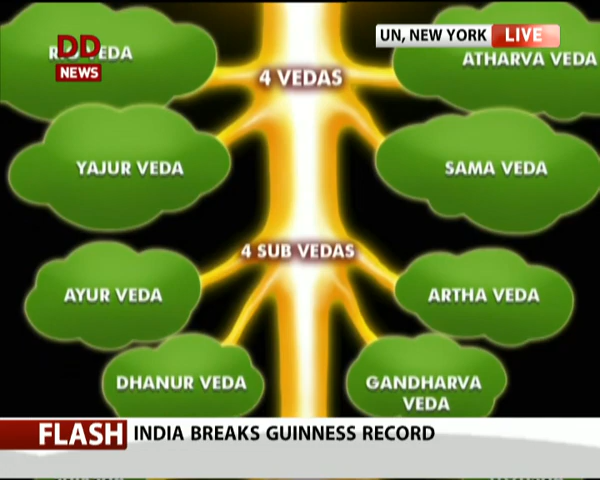 UN, NEW YORK LIVE
DD
NEWS
VEDA
4 VEDAS
ATHARVA VEDA
YAJUR VEDA
SAMA VEDA
4 SUB VEDAS
AYUR VEDA
ARTHA VEDA
DHANUR VEDA
GANDHARVA
VEDA
FLASH INDIA BREAKS GUINNESS RECORD